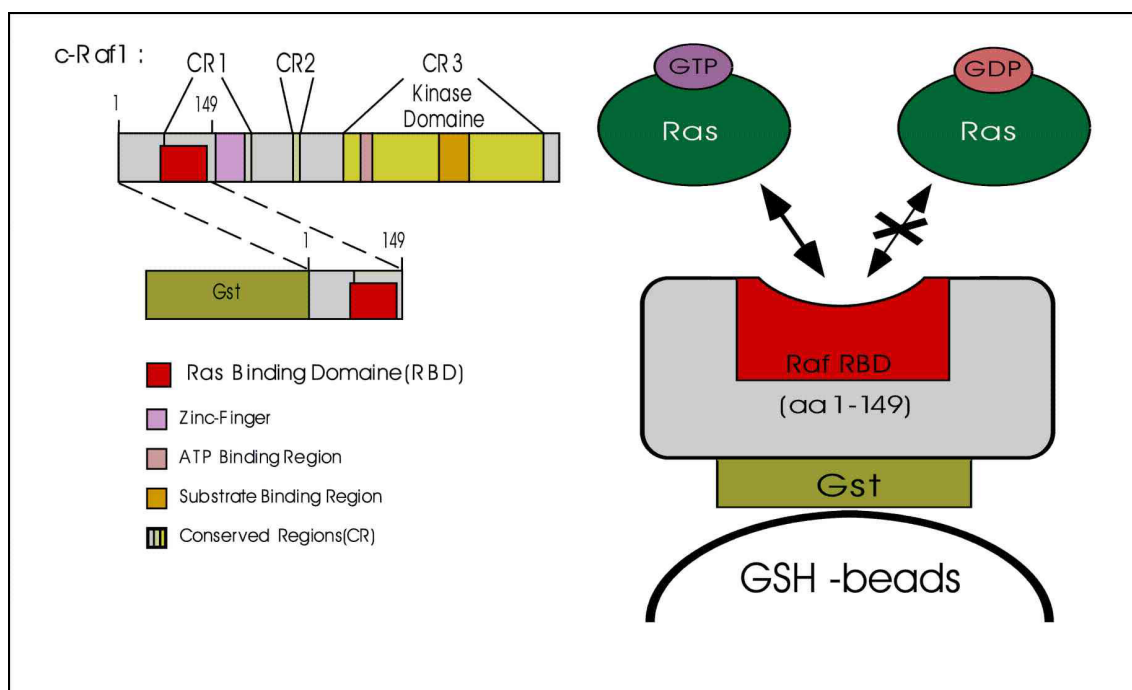 c-Raf1 :
CR1
CR2
CR3
Kinase
Domaine
1
149
1
149
Gst
Ras Binding Domaine(RBD)
Zinc-Finger
ATP Binding Region
Substrate Binding Region
Conserved Regions(CR)
GTP
Ras
GDP
Ras
Raf RBD
(aa 1-149)
Gst
GSH -beads